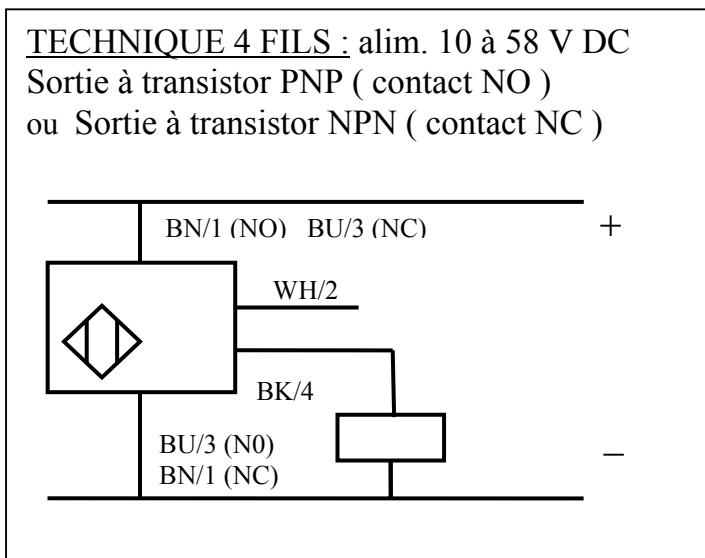 TECHNIQUE 4 FILS : alim. 10 à 58 V DC
Sortie à transistor PNP ( contact NO )
ou Sortie à transistor NPN ( contact NC )
BN/1 (NO) BU/3 (NC)
+
WH/2
BK/4
BU/3 (N0)
BN/1 (NC)
–